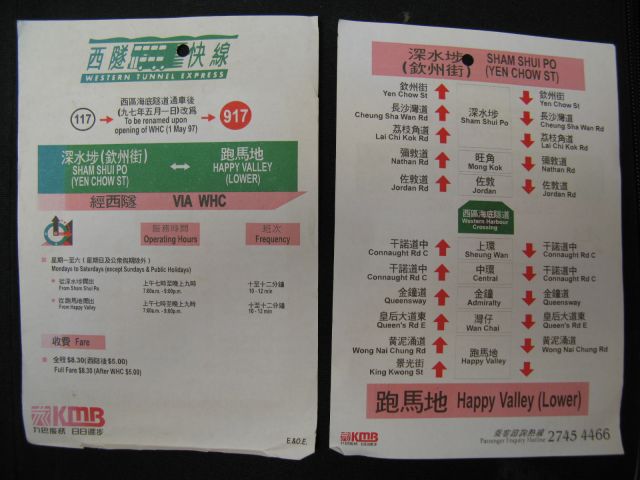 西隧快線
WESTERN TUNNEL EXPRESS
西區海底隧道通車後
(九七年五月一日)改爲
117 To be renamed upon 917
opening of WHC (1 May 97)
深水埗(欽州街) 跑馬地
SHAM SHUI PO HAPPY VALLEY
(YEN CHOW ST) (LOWER)
經西隧 VIA WHC
服務時間 班次
Operating Hours Frequency
星期一至六(星期日及公眾假期除外)
Mondays to Saturdays (except Sundays & Public Holidays)
從深水埗開出 上午七時至晚上九時 十至十二分鐘
From Sham Shui Po 7:00a.m. - 9:00p.m. 10 - 12 min
從跑馬地開出 上午七時至晚上九時 十至十二分鐘
From Happy Valley 7:00a.m. - 9:00p.m. 10 - 12 min
收費 Fare
全程$8.30(西隧後$5.00)
Full Fare $8.30 (After WHC $5.00)
KMB
九巴服務 日日進步
E.&O.E.
深水埗 SHAM SHUI PO
(欽州街) (YEN CHOW ST)
欽州街 欽州街
Yen Chow St Yen Chow St
長沙灣道 深水埗 長沙灣道
Cheung Sha Wan Rd Sham Shui Po Cheung Sha Wan Rd
荔枝角道 荔枝角道
Lai Chi Kok Rd Lai Chi Kok Rd
彌敦道 旺角 彌敦道
Nathan Rd Mong Kok Nathan Rd
佐敦道 佐敦 佐敦道
Jordan Rd Jordan Jordan Rd
西區海底隧道
Western Harbour
Crossing
干諾道中 上環 干諾道中
Connaught Rd C Sheung Wan Connaught Rd C
干諾道中 中環 干諾道中
Connaught Rd C Central Connaught Rd C
金鐘道 金鐘 金鐘道
Queensway Admiralty Queensway
皇后大道東 灣仔 皇后大道東
Queen's Rd E Wan Chai Queen's Rd E
黃泥涌道 黃泥涌道
Wong Nai Chung Rd 跑馬地 Wong Nai Chung Rd
景光街 Happy Valley
King Kwong St
跑馬地 Happy Valley (Lower)
KMB 乘客諮詢熱線
九巴服務 日日進步 Passenger Enquiry Hotline 2745 4466